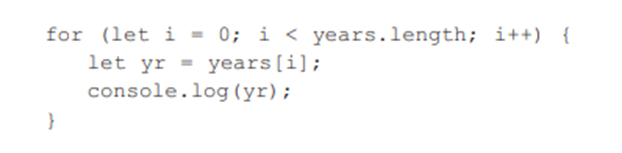 for (let i = 0; i < years.length; i++) {
    let yr = years[i];
    console.log(yr);
}